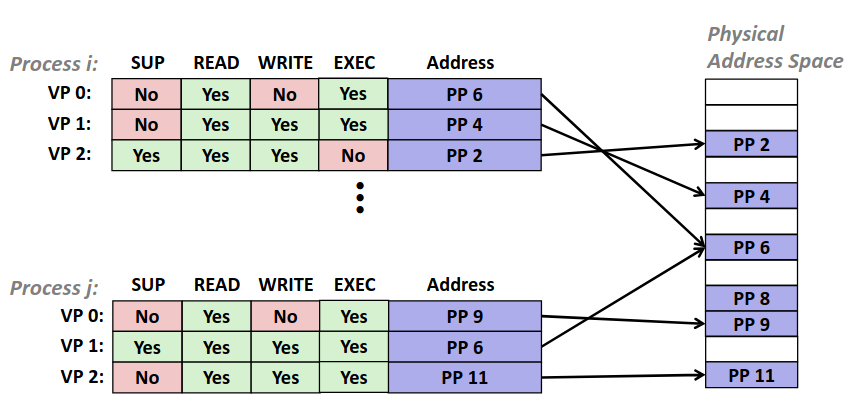 Physical
Address Space
Process i: SUP READ WRITE EXEC Address
VP 0: No Yes No Yes PP 6
VP 1: No Yes Yes Yes PP 4
VP 2: Yes Yes Yes No PP 2
Process j: SUP READ WRITE EXEC Address
VP 0: No Yes No Yes PP 9
VP 1: Yes Yes Yes Yes PP 6
VP 2: No Yes Yes Yes PP 11
PP 2
PP 4
PP 6
PP 8
PP 9
PP 11